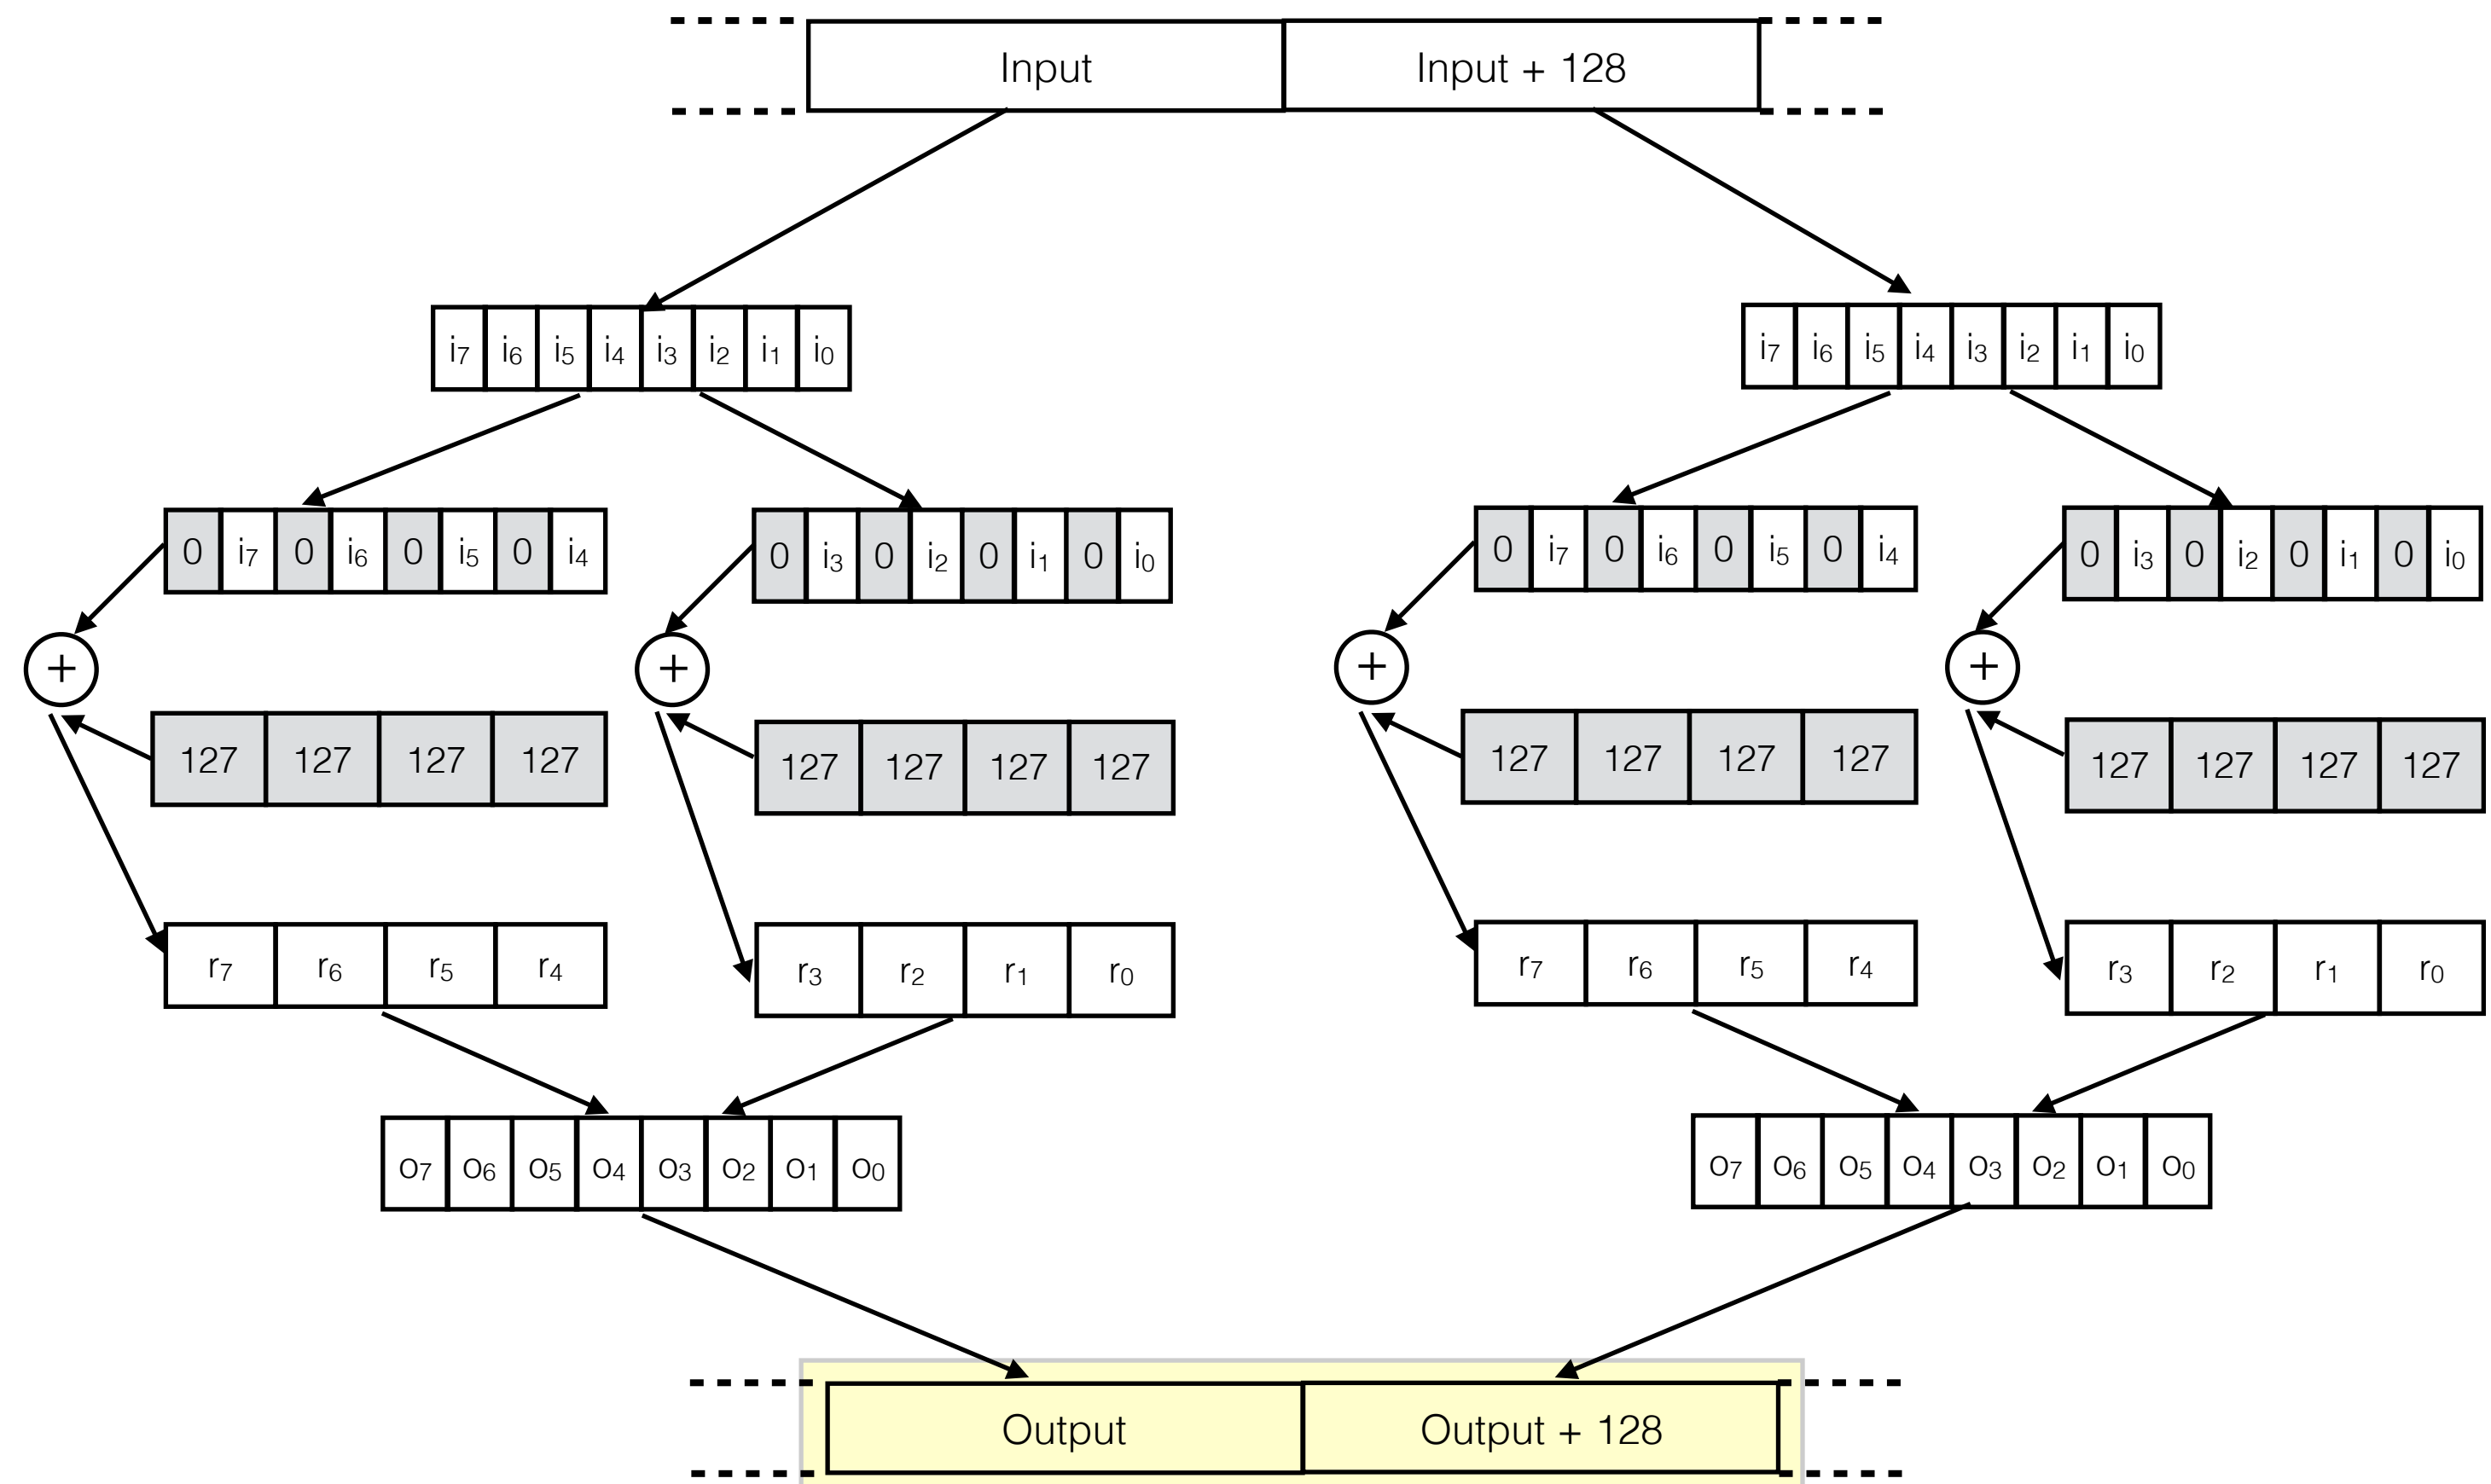 Input Input + 128
i₇ i₆ i₅ i₄ i₃ i₂ i₁ i₀ i₇ i₆ i₅ i₄ i₃ i₂ i₁ i₀
0 i₇ 0 i₆ 0 i₅ 0 i₄ 0 i₃ 0 i₂ 0 i₁ 0 i₀ 0 i₇ 0 i₆ 0 i₅ 0 i₄ 0 i₃ 0 i₂ 0 i₁ 0 i₀
+ + + +
127 127 127 127 127 127 127 127 127 127 127 127 127 127 127 127
r₇ r₆ r₅ r₄ r₃ r₂ r₁ r₀ r₇ r₆ r₅ r₄ r₃ r₂ r₁ r₀
o₇ o₆ o₅ o₄ o₃ o₂ o₁ o₀ o₇ o₆ o₅ o₄ o₃ o₂ o₁ o₀
Output Output + 128